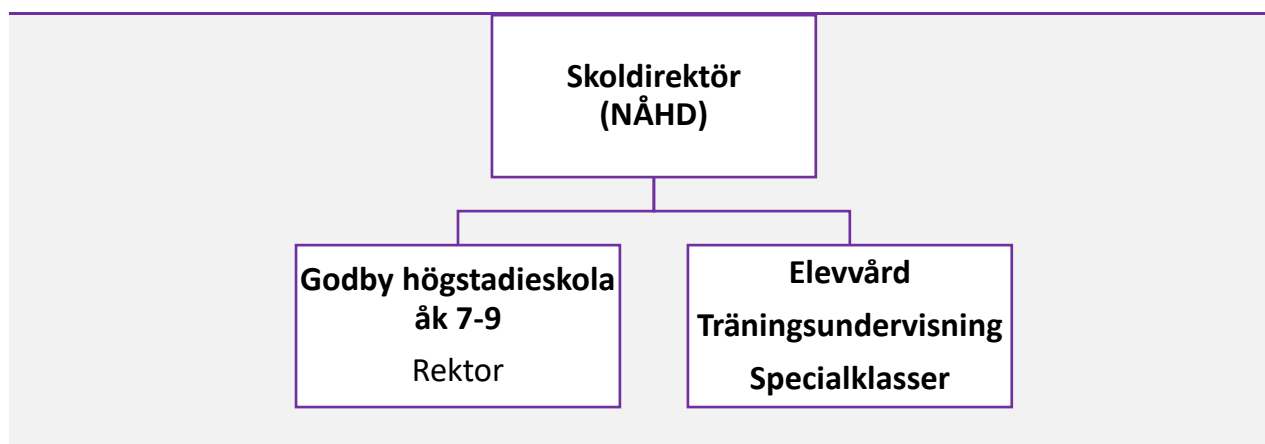 Skoldirektör
(NÅHD)
Godby högstadieskola
åk 7-9
Rektor
Elevvård
Träningsundervisning
Specialklasser